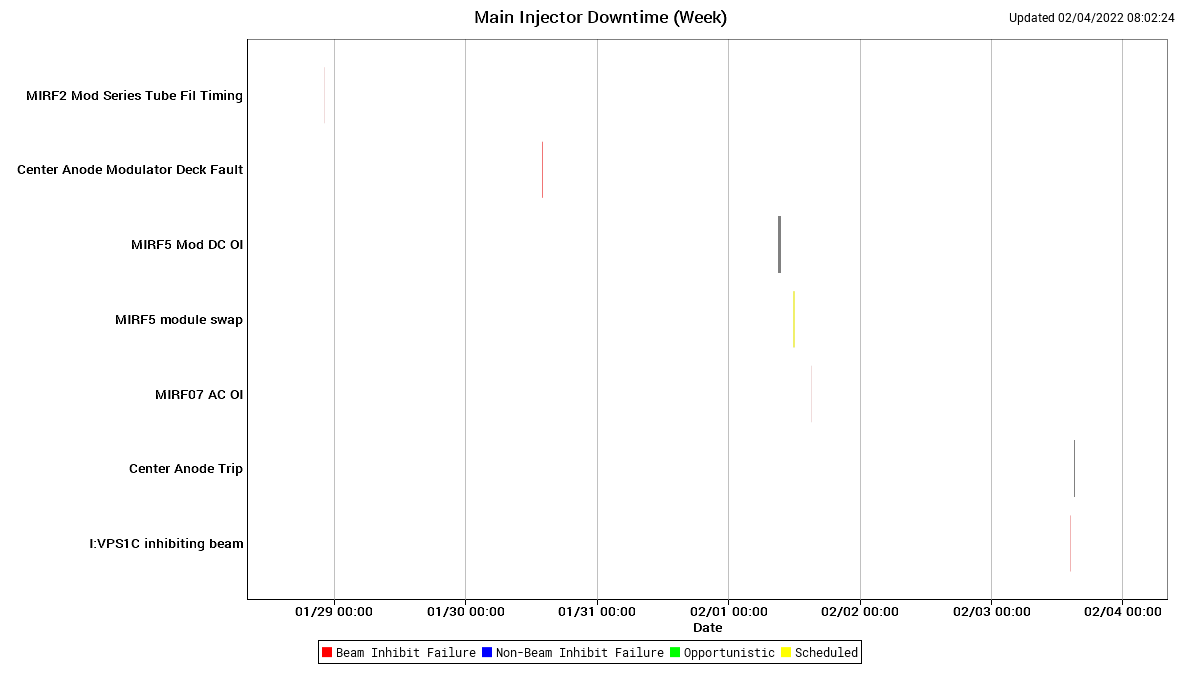 Main Injector Downtime (Week)
Updated 02/04/2022 08:02:24
MIRF2 Mod Series Tube Fil Timing
Center Anode Modulator Deck Fault
MIRF5 Mod DC OI
MIRF5 module swap
MIRF07 AC OI
Center Anode Trip
I:VPS1C inhibiting beam
01/29 00:00 01/30 00:00 01/31 00:00 02/01 00:00 02/02 00:00 02/03 00:00 02/04 00:00
Date
Beam Inhibit Failure Non-Beam Inhibit Failure Opportunistic Scheduled